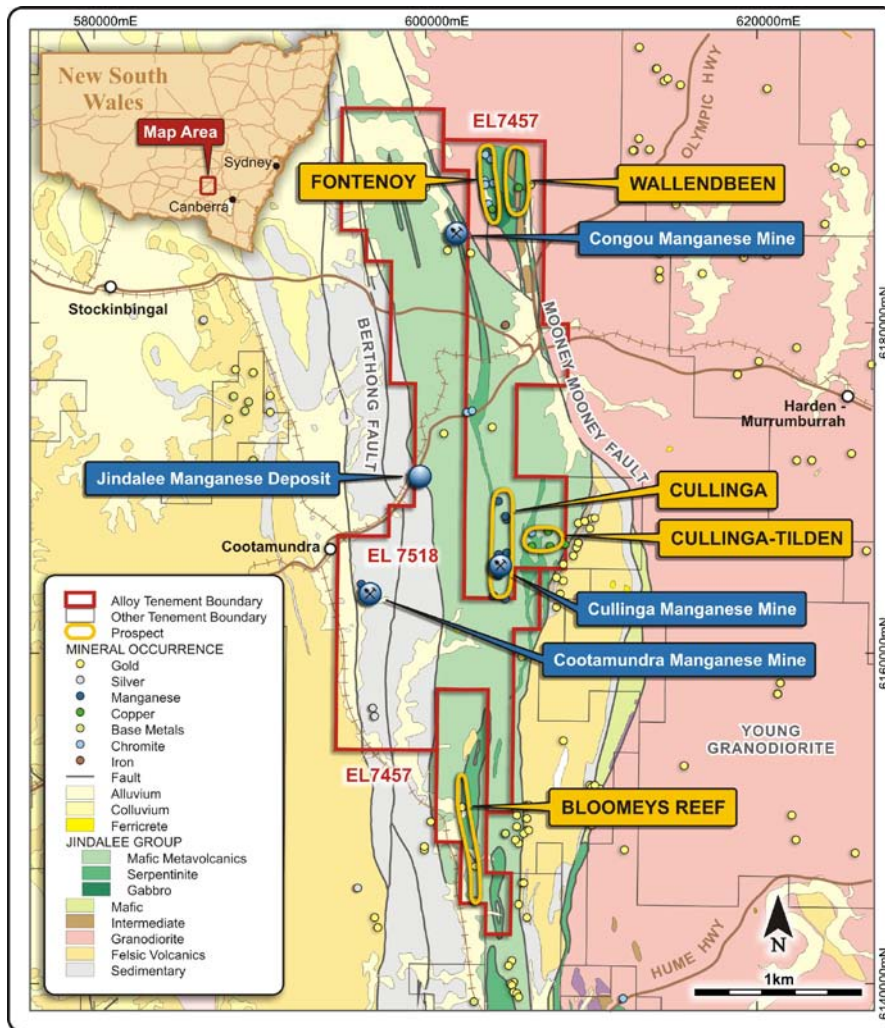 580000mE
600000mE
620000mE
New South
Wales
Map Area
Sydney
Canberra
EL7457
OLYMPIC HWY
FONTENOY
WALLENDBEEN
Congou Manganese Mine
Stockinbingal
BERTHONG FAULT
MOONEY MOONEY FAULT
6180000mN
Harden -
Murrumburrah
Jindalee Manganese Deposit
CULLINGA
CULLINGA-TILDEN
Cootamundra
EL 7518
Cullinga Manganese Mine
Cootamundra Manganese Mine
6160000mN
YOUNG
GRANODIORITE
EL7457
BLOOMEYS REEF
Alloy Tenement Boundary
Other Tenement Boundary
Prospect
MINERAL OCCURRENCE
Gold
Silver
Manganese
Copper
Base Metals
Chromite
Iron
Fault
Alluvium
Colluvium
Ferricrete
JINDALEE GROUP
Mafic Metavolcanics
Serpentinite
Gabbro
Mafic
Intermediate
Granodiorite
Felsic Volcanics
Sedimentary
N
HUME HWY
1km
6140000mN